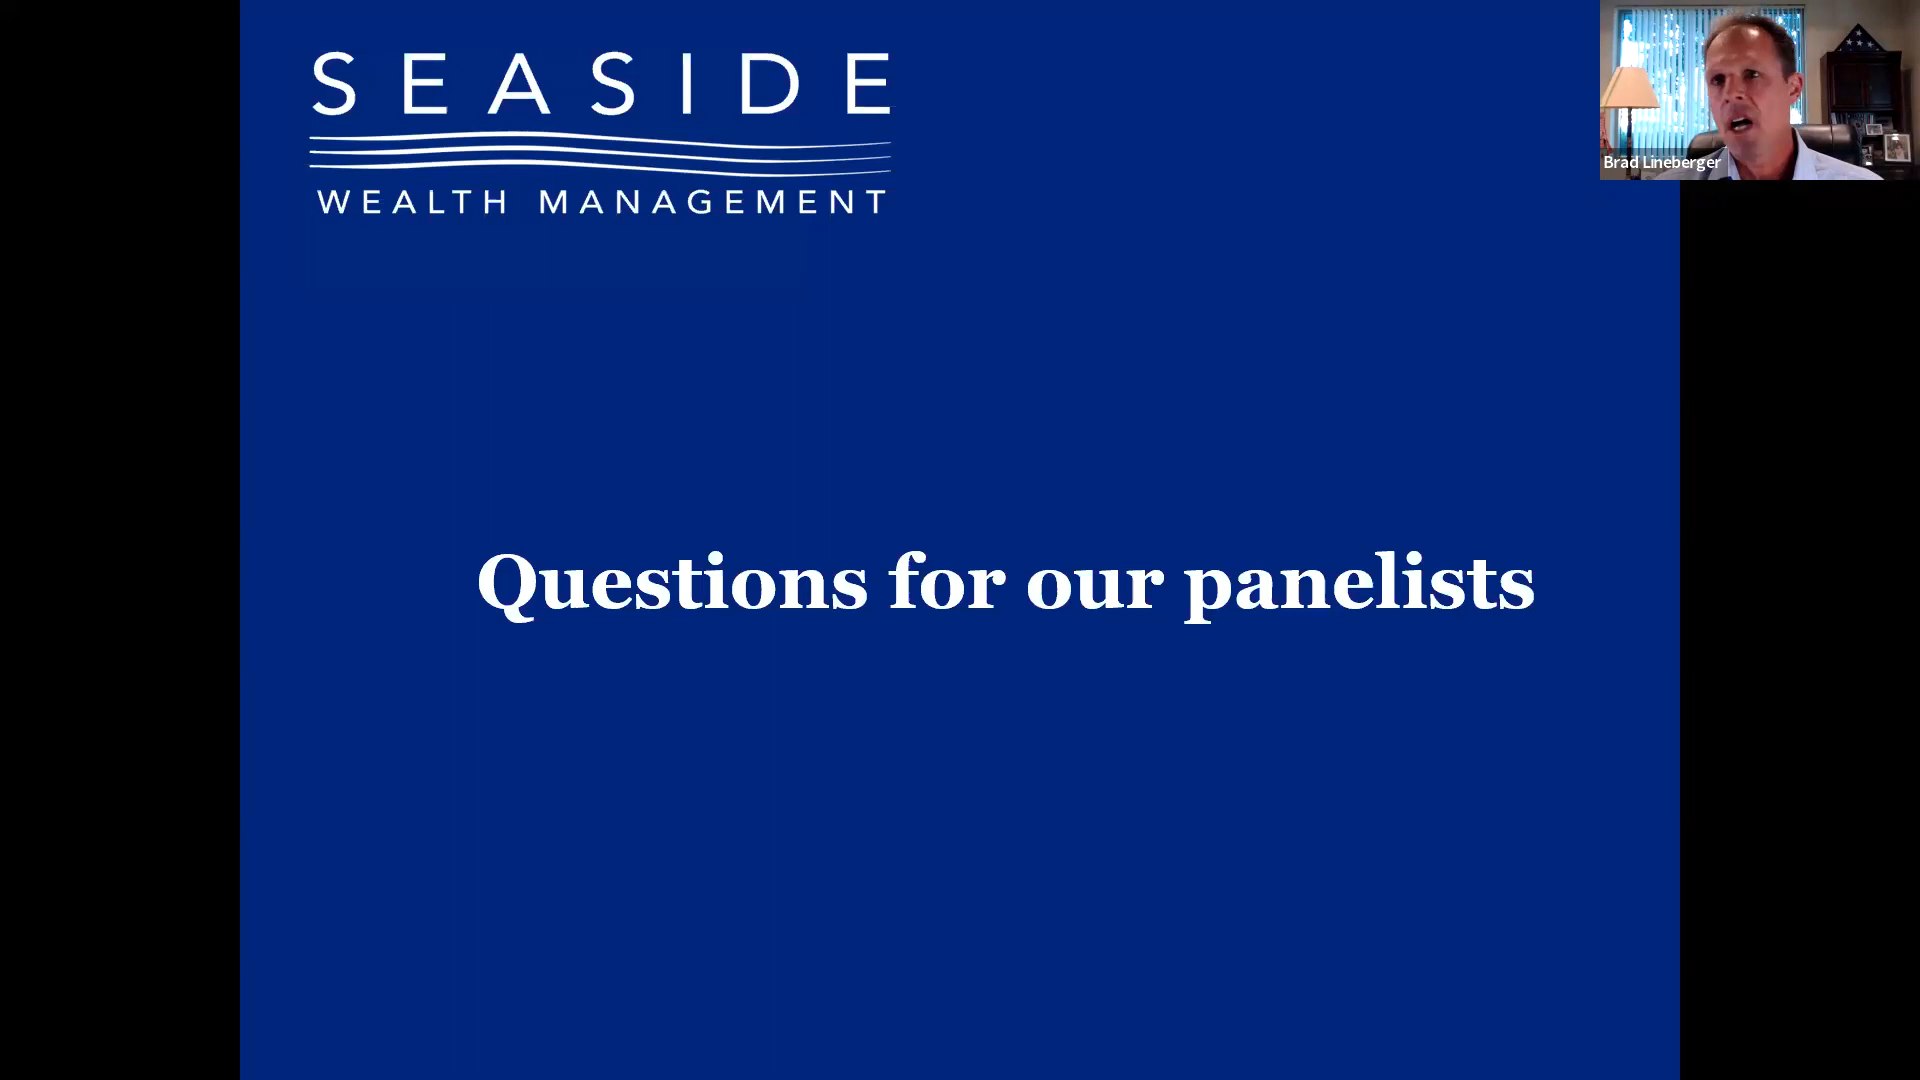 SEASIDE
WEALTH MANAGEMENT
Brad Lineberger
Questions for our panelists